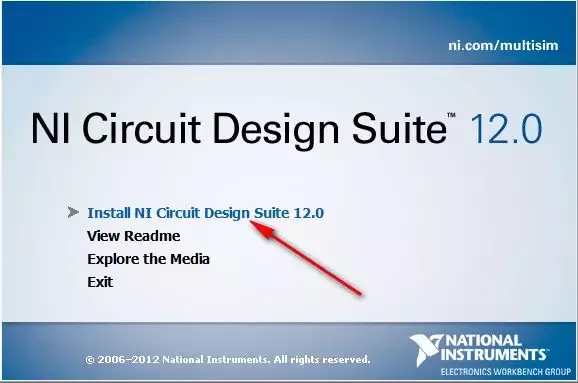 ni.com/multisim
NI Circuit Design Suite™ 12.0
Install NI Circuit Design Suite 12.0
View Readme
Explore the Media
Exit
© 2006–2012 National Instruments. All rights reserved.
NATIONAL
INSTRUMENTS™
ELECTRONICS WORKBENCH GROUP